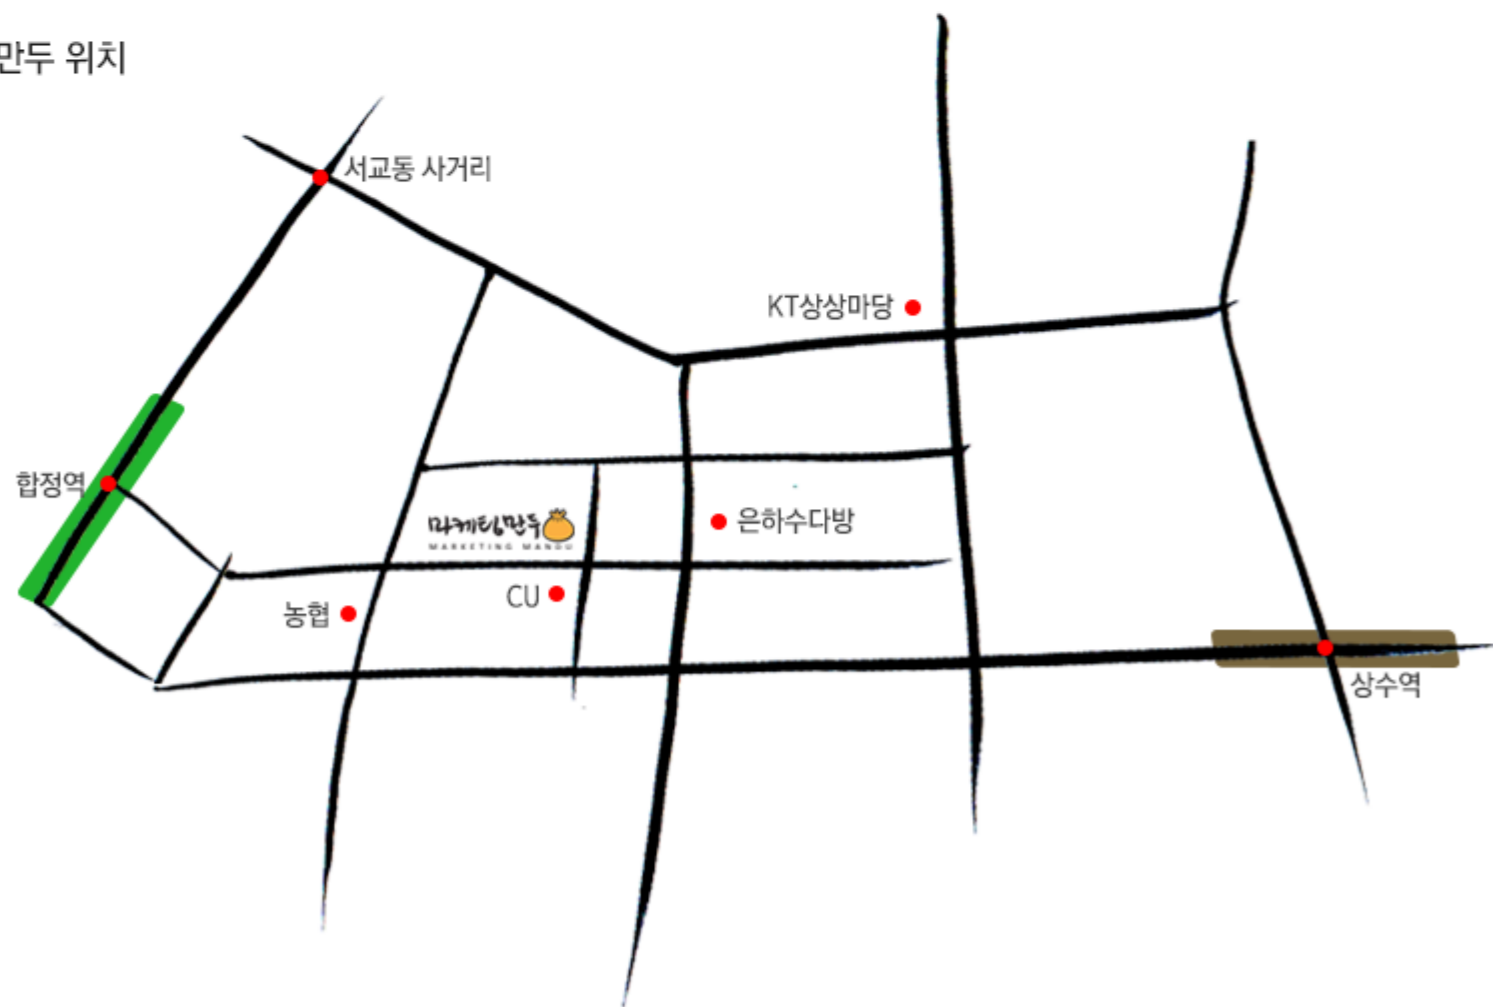 만두 위치
서교동 사거리
KT상상마당
합정역
마케팅만두
MARKETING MANDU
은하수다방
CU
농협
상수역